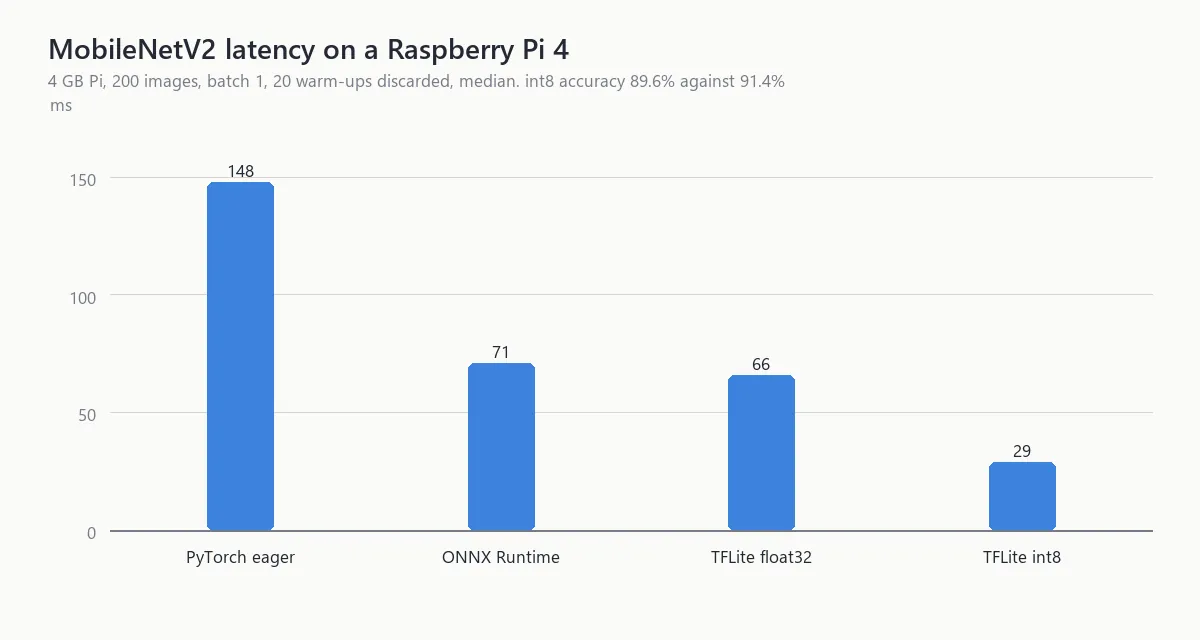 MobileNetV2 latency on a Raspberry Pi 4
4 GB Pi, 200 images, batch 1, 20 warm-ups discarded, median. int8 accuracy 89.6% against 91.4%
ms
150
100
50
0
148
71
66
29
PyTorch eager
ONNX Runtime
TFLite float32
TFLite int8